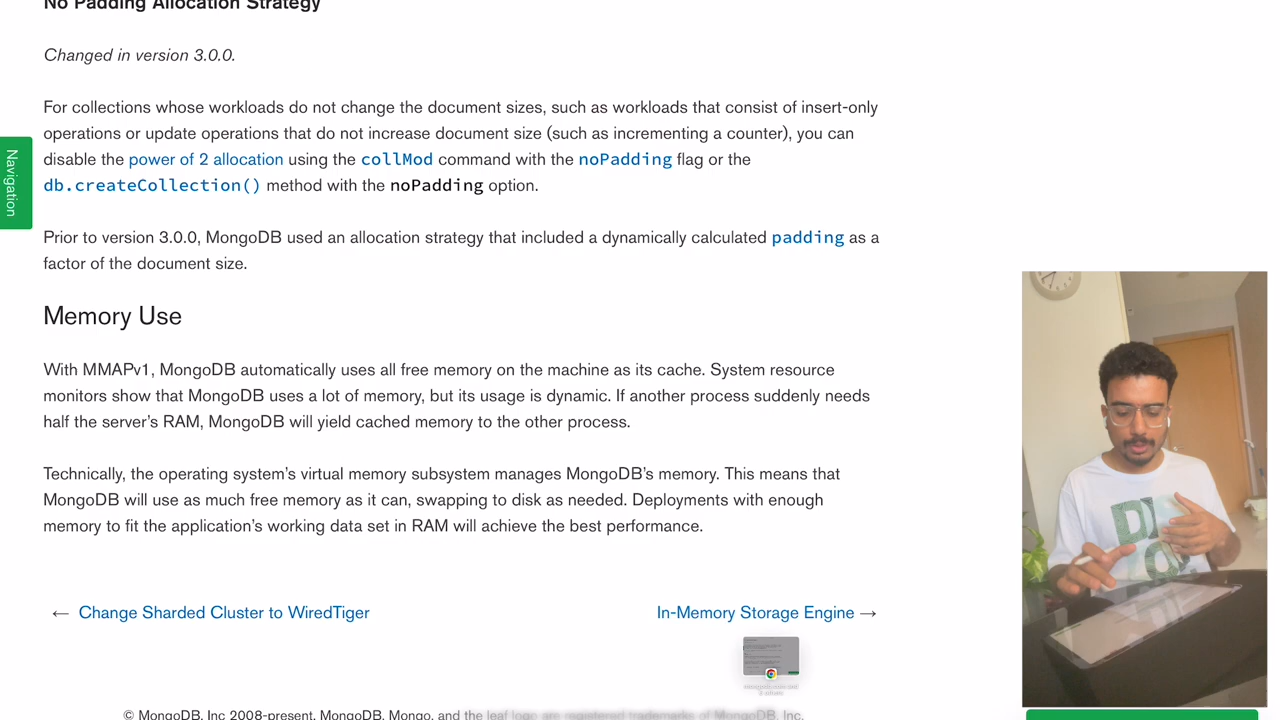 No Padding Allocation Strategy
Changed in version 3.0.0.
For collections whose workloads do not change the document sizes, such as workloads that consist of insert-only
operations or update operations that do not increase document size (such as incrementing a counter), you can
disable the power of 2 allocation using the collMod command with the noPadding flag or the
db.createCollection() method with the noPadding option.
Navigation
Prior to version 3.0.0, MongoDB used an allocation strategy that included a dynamically calculated padding as a
factor of the document size.
Memory Use
With MMAPv1, MongoDB automatically uses all free memory on the machine as its cache. System resource
monitors show that MongoDB uses a lot of memory, but its usage is dynamic. If another process suddenly needs
half the server's RAM, MongoDB will yield cached memory to the other process.
Technically, the operating system's virtual memory subsystem manages MongoDB's memory. This means that
MongoDB will use as much free memory as it can, swapping to disk as needed. Deployments with enough
memory to fit the application's working data set in RAM will achieve the best performance.
← Change Sharded Cluster to WiredTiger
In-Memory Storage Engine →
© MongoDB, Inc 2008-present. MongoDB, Mongo, and the leaf logo are registered trademarks of MongoDB, Inc.